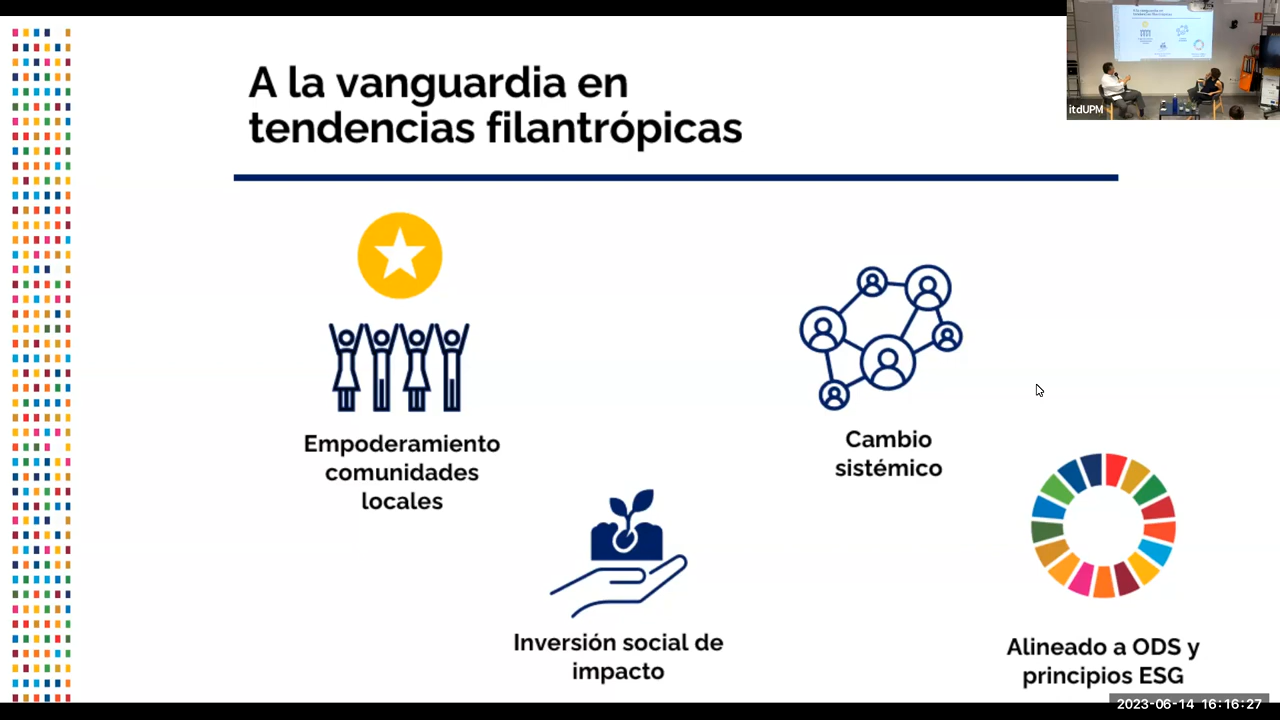 A la vanguardia en
tendencias filantrópicas
itdUPM
Empoderamiento
comunidades
locales
Cambio
sistémico
Inversión social de
impacto
Alineado a ODS y
principios ESG
2023-06-14 16:16:27